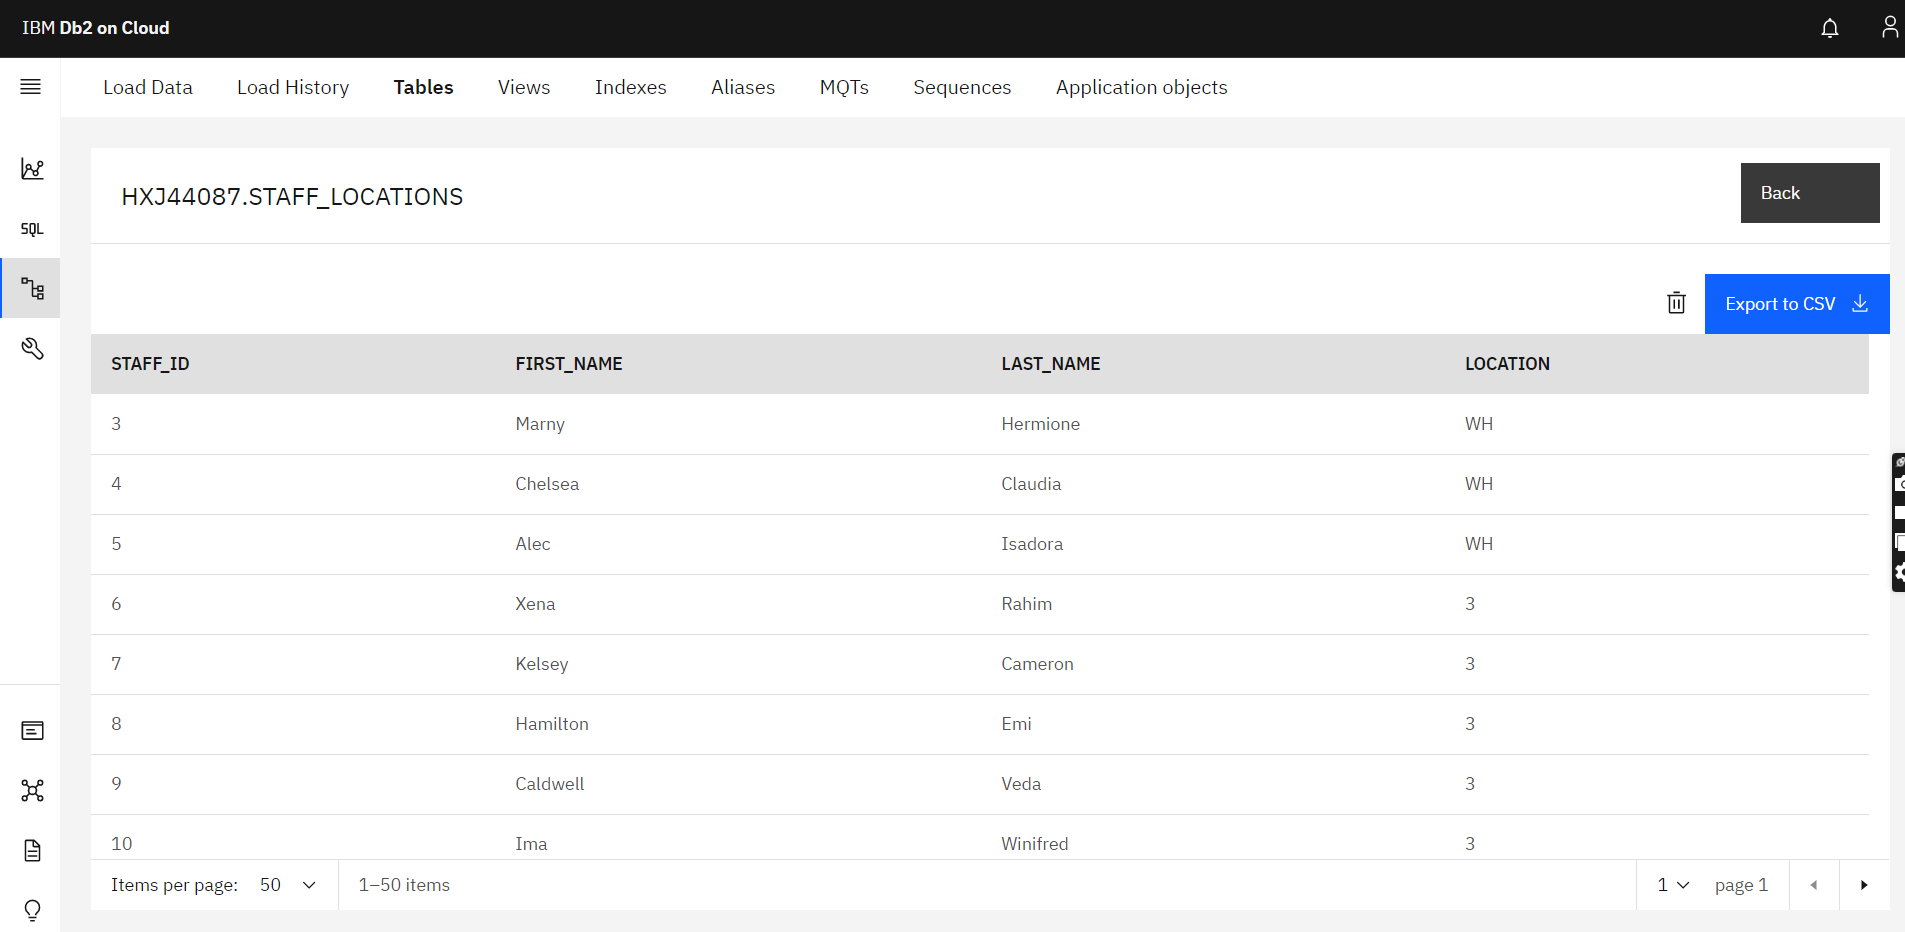 IBM Db2 on Cloud
Load Data Load History Tables Views Indexes Aliases MQTs Sequences Application objects
SQL
HXJ44087.STAFF_LOCATIONS
Back
Export to CSV
STAFF_ID FIRST_NAME LAST_NAME LOCATION
3 Marny Hermione WH
4 Chelsea Claudia WH
5 Alec Isadora WH
6 Xena Rahim 3
7 Kelsey Cameron 3
8 Hamilton Emi 3
9 Caldwell Veda 3
10 Ima Winifred 3
Items per page: 50 1–50 items 1 page 1